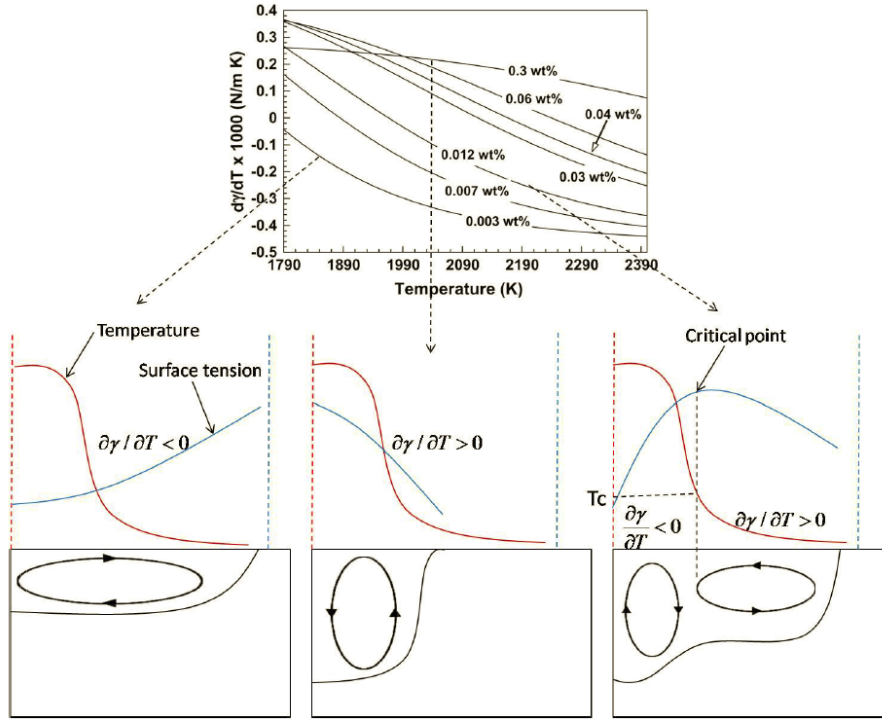 0.4
0.3
0.2
0.1
0
-0.1
-0.2
-0.3
-0.4
-0.5
dγ/dT x 1000 (N/m K)
0.3 wt%
0.06 wt%
0.04 wt%
0.012 wt%
0.03 wt%
0.007 wt%
0.003 wt%
1790 1890 1990 2090 2190 2290 2390
Temperature (K)
Temperature
Surface tension
∂γ / ∂T < 0
∂γ / ∂T > 0
Critical point
Tc
∂γ/∂T < 0
∂γ / ∂T > 0